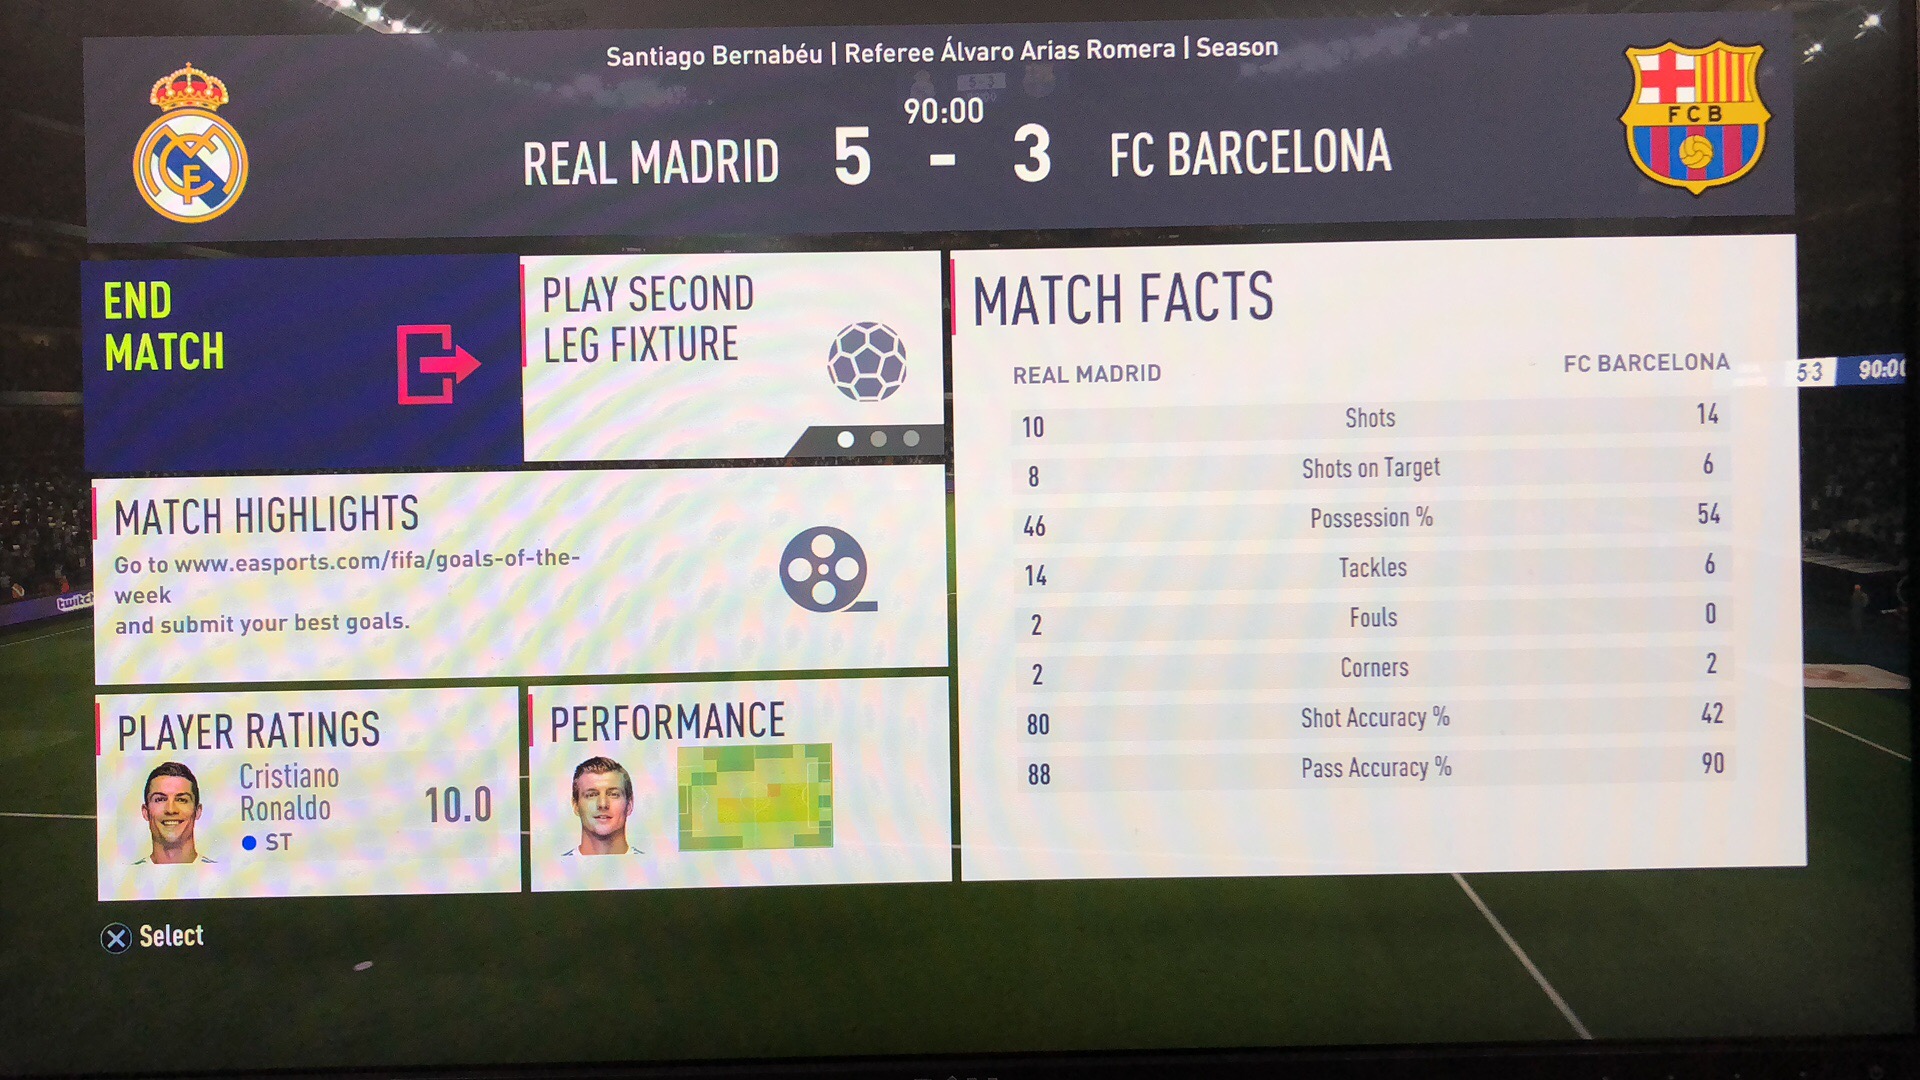 Santiago Bernabéu | Referee Álvaro Arias Romera | Season
90:00
REAL MADRID 5 - 3 FC BARCELONA
FCB
END
MATCH
PLAY SECOND
LEG FIXTURE
MATCH HIGHLIGHTS
Go to www.easports.com/fifa/goals-of-the-
week
and submit your best goals.
PLAYER RATINGS
Cristiano
Ronaldo
ST
10.0
PERFORMANCE
MATCH FACTS
REAL MADRID FC BARCELONA
10 Shots 14
8 Shots on Target 6
46 Possession % 54
14 Tackles 6
2 Fouls 0
2 Corners 2
80 Shot Accuracy % 42
88 Pass Accuracy % 90
5-3 90:00
twitch
Select